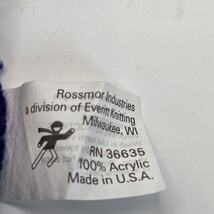 Rossmor Industries
a division of Everitt Knitting
Milwaukee, WI
RN 36635
100% Acrylic
Made in U.S.A.